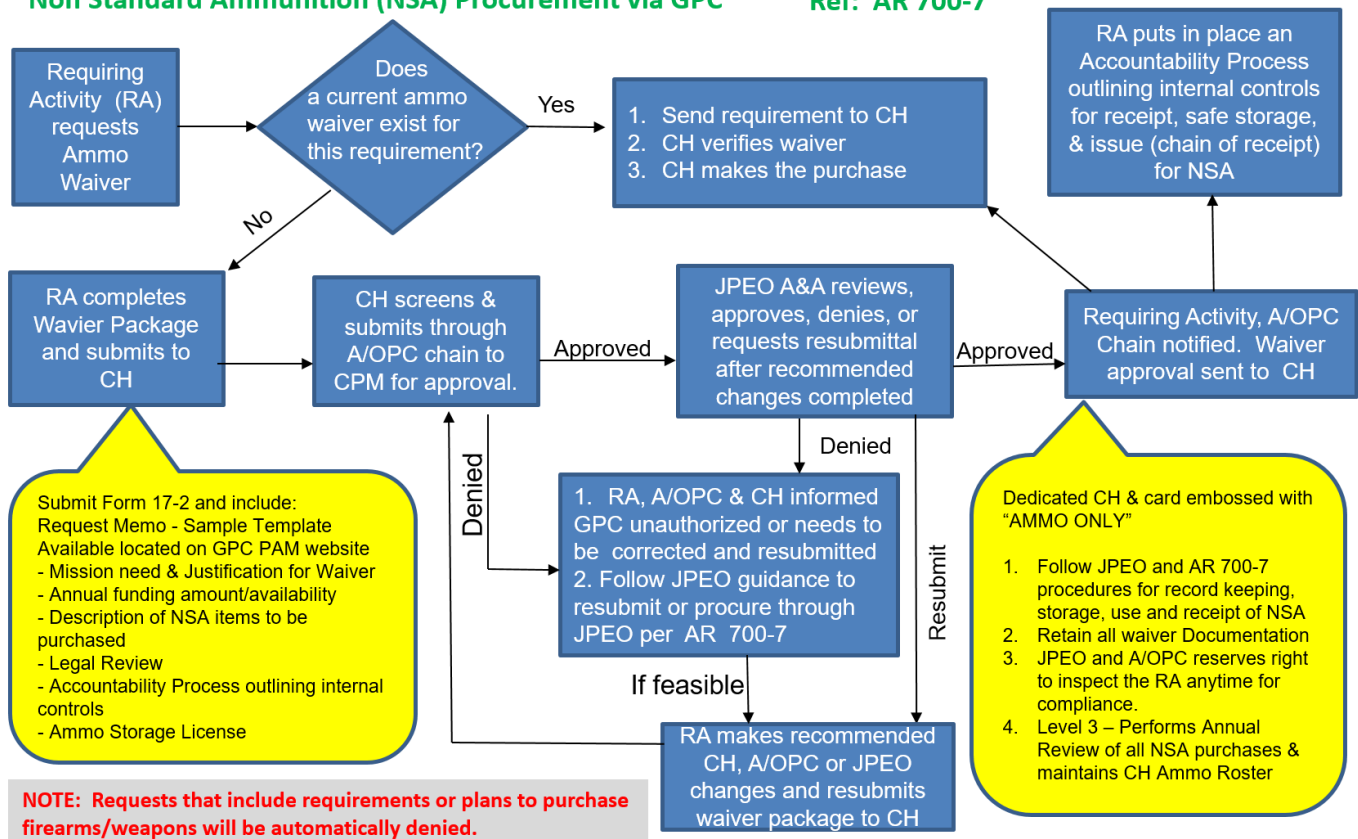 Non Standard Ammunition (NSA) Procurement via GPC
Ref: AR 700-7
Requiring
Activity (RA)
requests
Ammo
Waiver
Does
a current ammo
waiver exist for
this requirement?
Yes
No
1. Send requirement to CH
2. CH verifies waiver
3. CH makes the purchase
RA puts in place an
Accountability Process
outlining internal controls
for receipt, safe storage,
& issue (chain of receipt)
for NSA
RA completes
Wavier Package
and submits to
CH
CH screens &
submits through
A/OPC chain to
CPM for approval.
Approved
JPEO A&A reviews,
approves, denies, or
requests resubmittal
after recommended
changes completed
Approved
Requiring Activity, A/OPC
Chain notified. Waiver
approval sent to CH
Denied
Denied
Resubmit
Submit Form 17-2 and include:
Request Memo - Sample Template
Available located on GPC PAM website
- Mission need & Justification for Waiver
- Annual funding amount/availability
- Description of NSA items to be
purchased
- Legal Review
- Accountability Process outlining internal
controls
- Ammo Storage License
1. RA, A/OPC & CH informed
GPC unauthorized or needs to
be corrected and resubmitted
2. Follow JPEO guidance to
resubmit or procure through
JPEO per AR 700-7
If feasible
RA makes recommended
CH, A/OPC or JPEO
changes and resubmits
waiver package to CH
Dedicated CH & card embossed with
“AMMO ONLY”
1. Follow JPEO and AR 700-7
procedures for record keeping,
storage, use and receipt of NSA
2. Retain all waiver Documentation
3. JPEO and A/OPC reserves right
to inspect the RA anytime for
compliance.
4. Level 3 – Performs Annual
Review of all NSA purchases &
maintains CH Ammo Roster
NOTE: Requests that include requirements or plans to purchase
firearms/weapons will be automatically denied.